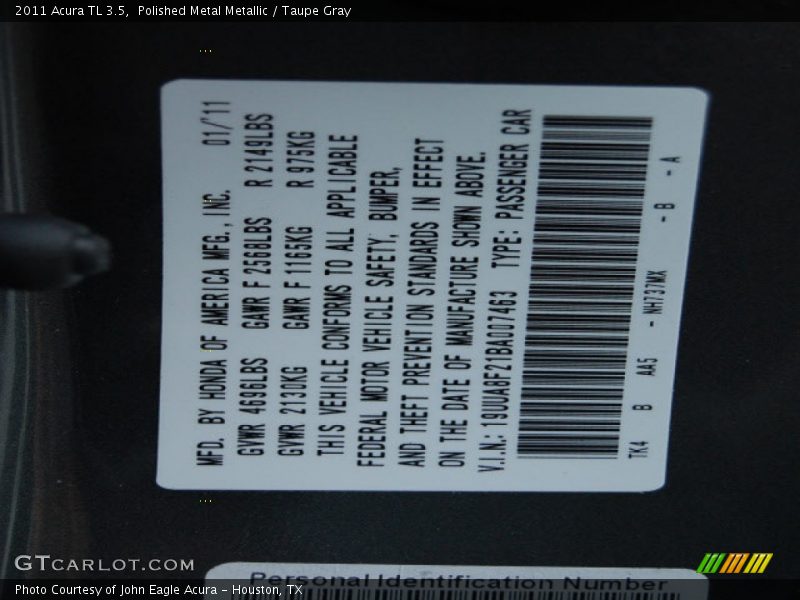 2011 Acura TL 3.5,  Polished Metal Metallic / Taupe Gray
MFD. BY HONDA OF AMERICA MFG., INC. 01/'11
GVWR 4696LBS GAWR F 2568LBS R 2149LBS
GVWR 2130KG GAWR F 1165KG R 975KG
THIS VEHICLE CONFORMS TO ALL APPLICABLE
FEDERAL MOTOR VEHICLE SAFETY, BUMPER,
AND THEFT PREVENTION STANDARDS IN EFFECT
ON THE DATE OF MANUFACTURE SHOWN ABOVE.
V.I.N.: 19UUA8F21BA007463 TYPE: PASSENGER CAR
TK4 B AA5 - NH737MX - B - A
Personal Identification Number
GTCARLOT.COM
Photo Courtesy of John Eagle Acura - Houston, TX